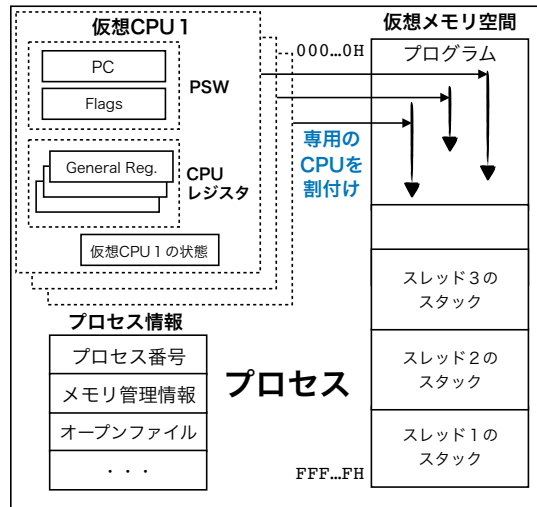 仮想CPU１
PC
Flags
PSW
General Reg.
CPU
レジスタ
仮想CPU１の状態
プロセス情報
プロセス番号
メモリ管理情報
オープンファイル
・・・
プロセス
専用の
CPUを
割付け
仮想メモリ空間
000…0H
プログラム
スレッド３の
スタック
スレッド２の
スタック
スレッド１の
スタック
FFF…FH